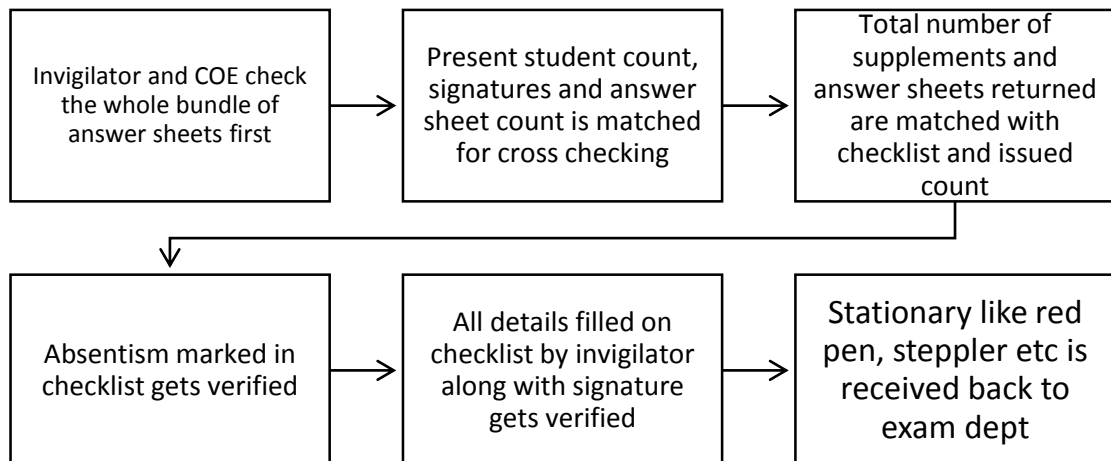 Invigilator and COE check
the whole bundle of
answer sheets first
Present student count,
signatures and answer
sheet count is matched
for cross checking
Total number of
supplements and
answer sheets returned
are matched with
checklist and issued
count
Absentism marked in
checklist gets verified
All details filled on
checklist by invigilator
along with signature
gets verified
Stationary like red
pen, steppler etc is
received back to
exam dept